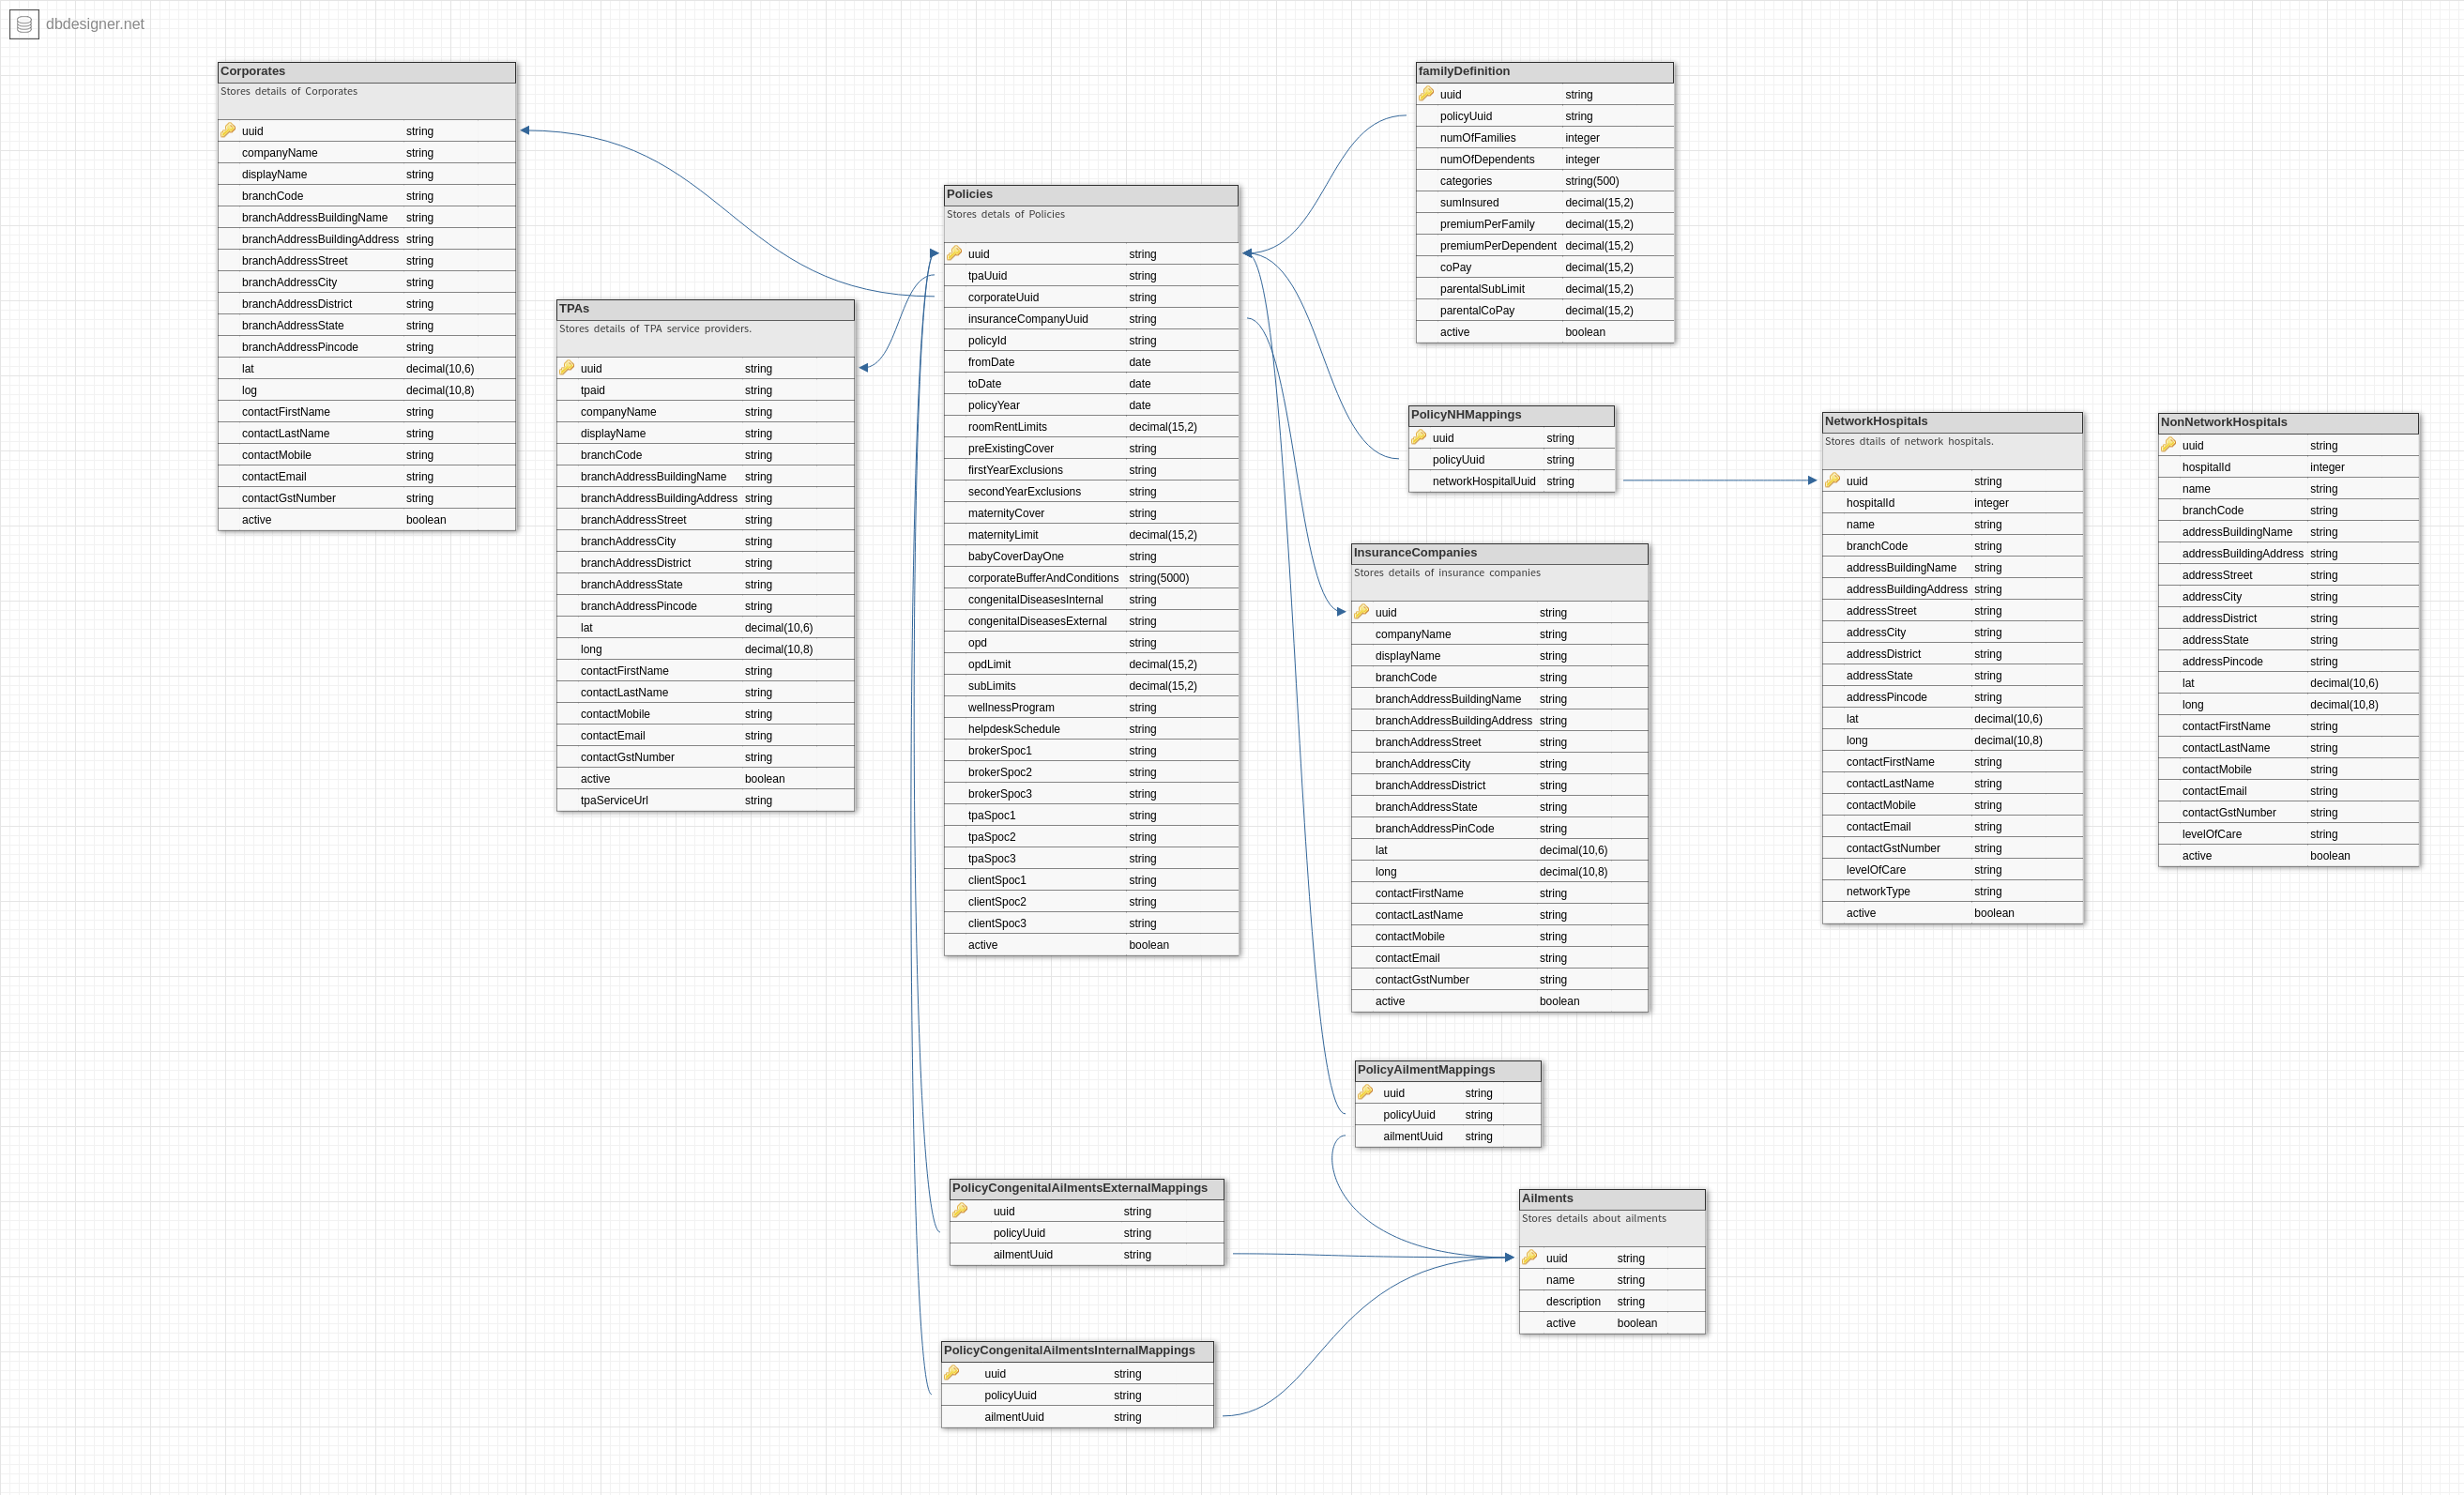 dbdesigner.net
Corporates
Stores details of Corporates
uuid string
companyName string
displayName string
branchCode string
branchAddressBuildingName string
branchAddressBuildingAddress string
branchAddressStreet string
branchAddressCity string
branchAddressDistrict string
branchAddressState string
branchAddressPincode string
lat decimal(10,6)
log decimal(10,8)
contactFirstName string
contactLastName string
contactMobile string
contactEmail string
contactGstNumber string
active boolean
TPAs
Stores details of TPA service providers.
uuid string
tpaid string
companyName string
displayName string
branchCode string
branchAddressBuildingName string
branchAddressBuildingAddress string
branchAddressStreet string
branchAddressCity string
branchAddressDistrict string
branchAddressState string
branchAddressPincode string
lat decimal(10,6)
long decimal(10,8)
contactFirstName string
contactLastName string
contactMobile string
contactEmail string
contactGstNumber string
active boolean
tpaServiceUrl string
Policies
Stores detals of Policies
uuid string
tpaUuid string
corporateUuid string
insuranceCompanyUuid string
policyId string
fromDate date
toDate date
policyYear date
roomRentLimits decimal(15,2)
preExistingCover string
firstYearExclusions string
secondYearExclusions string
maternityCover string
maternityLimit decimal(15,2)
babyCoverDayOne string
corporateBufferAndConditions string(5000)
congenitalDiseasesInternal string
congenitalDiseasesExternal string
opd string
opdLimit decimal(15,2)
subLimits decimal(15,2)
wellnessProgram string
helpdeskSchedule string
brokerSpoc1 string
brokerSpoc2 string
brokerSpoc3 string
tpaSpoc1 string
tpaSpoc2 string
tpaSpoc3 string
clientSpoc1 string
clientSpoc2 string
clientSpoc3 string
active boolean
familyDefinition
uuid string
policyUuid string
numOfFamilies integer
numOfDependents integer
categories string(500)
sumInsured decimal(15,2)
premiumPerFamily decimal(15,2)
premiumPerDependent decimal(15,2)
coPay decimal(15,2)
parentalSubLimit decimal(15,2)
parentalCoPay decimal(15,2)
active boolean
PolicyNHMappings
uuid string
policyUuid string
networkHospitalUuid string
InsuranceCompanies
Stores details of insurance companies
uuid string
companyName string
displayName string
branchCode string
branchAddressBuildingName string
branchAddressBuildingAddress string
branchAddressStreet string
branchAddressCity string
branchAddressDistrict string
branchAddressState string
branchAddressPinCode string
lat decimal(10,6)
long decimal(10,8)
contactFirstName string
contactLastName string
contactMobile string
contactEmail string
contactGstNumber string
active boolean
NetworkHospitals
Stores dtails of network hospitals.
uuid string
hospitalId integer
name string
branchCode string
addressBuildingName string
addressBuildingAddress string
addressStreet string
addressCity string
addressDistrict string
addressState string
addressPincode string
lat decimal(10,6)
long decimal(10,8)
contactFirstName string
contactLastName string
contactMobile string
contactEmail string
contactGstNumber string
levelOfCare string
networkType string
active boolean
NonNetworkHospitals
uuid string
hospitalId integer
name string
branchCode string
addressBuildingName string
addressBuildingAddress string
addressStreet string
addressCity string
addressDistrict string
addressState string
addressPincode string
lat decimal(10,6)
long decimal(10,8)
contactFirstName string
contactLastName string
contactMobile string
contactEmail string
contactGstNumber string
levelOfCare string
active boolean
PolicyAilmentMappings
uuid string
policyUuid string
ailmentUuid string
PolicyCongenitalAilmentsExternalMappings
uuid string
policyUuid string
ailmentUuid string
Ailments
Stores details about ailments
uuid string
name string
description string
active boolean
PolicyCongenitalAilmentsInternalMappings
uuid string
policyUuid string
ailmentUuid string